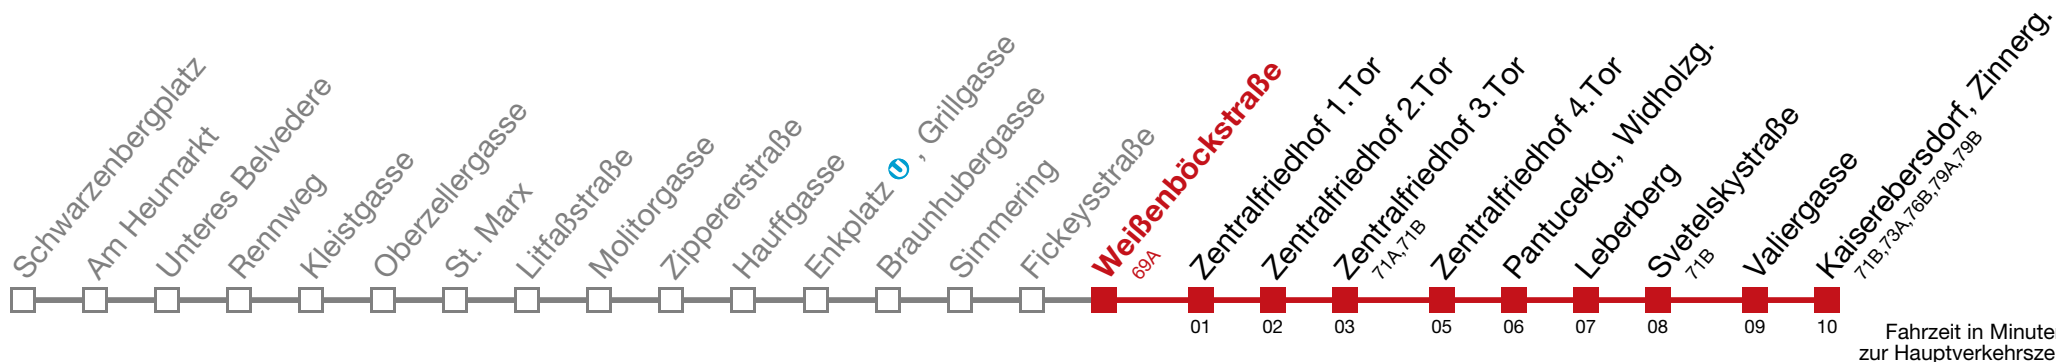 Schwarzenbergplatz
Am Heumarkt
Unteres Belvedere
Rennweg
Kleistgasse
Oberzellergasse
St. Marx
Litfaßstraße
Molitorgasse
Zippererstraße
Hauffgasse
Enkplatz U , Grillgasse
Braunhubergasse
Simmering
Fickeysstraße
Weißenböckstraße
69A
Zentralfriedhof 1.Tor
Zentralfriedhof 2.Tor
Zentralfriedhof 3.Tor
71A,71B
Zentralfriedhof 4.Tor
Pantucekg., Widholzg.
Leberberg
Svetelskystraße
71B
Valiergasse
Kaiserebersdorf, Zinnerg.
71B,73A,76B,79A,79B
01 02 03 05 06 07 08 09 10
Fahrzeit in Minute
zur Hauptverkehrsze